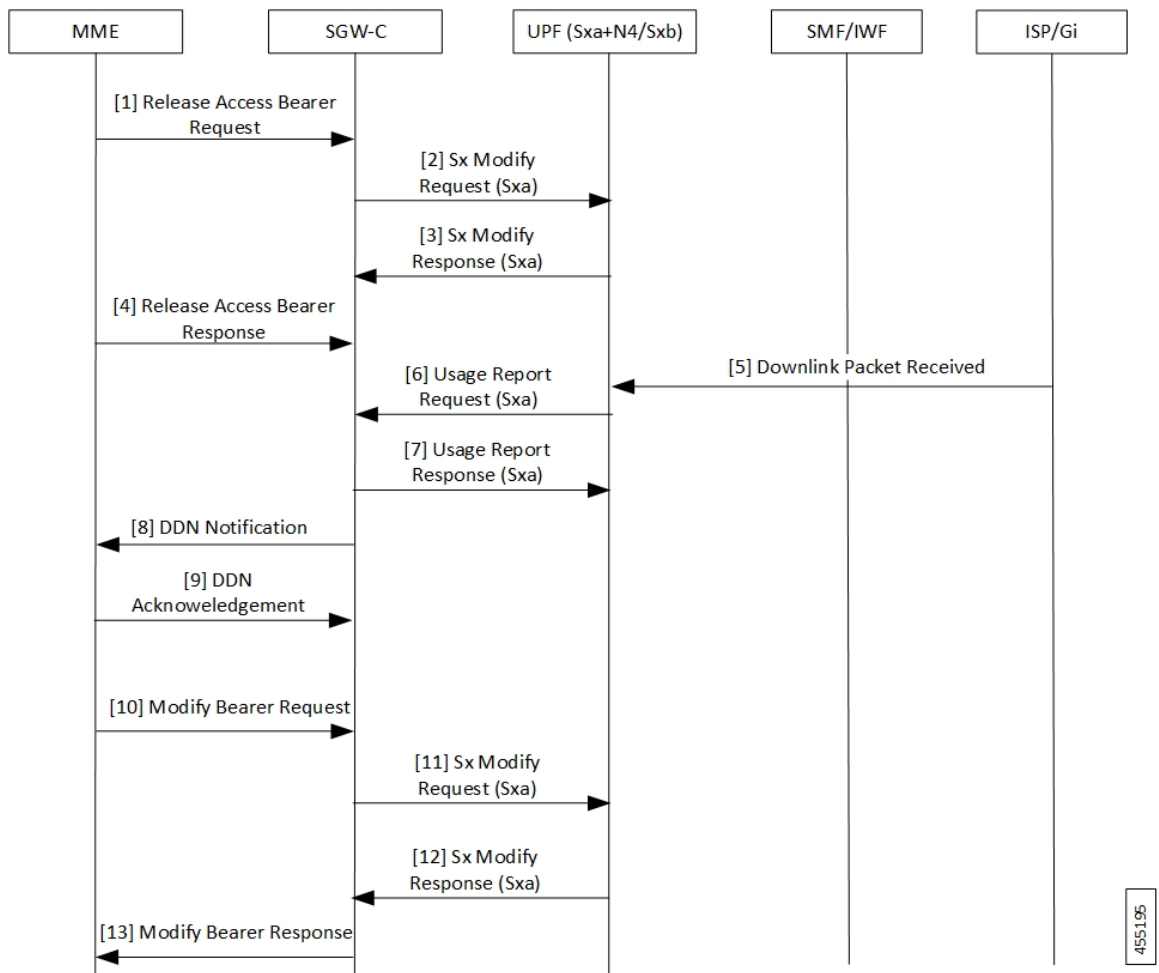 MME
SGW-C
UPF (Sxa+N4/Sxb)
SMF/IWF
ISP/Gi
[1] Release Access Bearer
Request
[2] Sx Modify
Request (Sxa)
[3] Sx Modify
Response (Sxa)
[4] Release Access Bearer
Response
[5] Downlink Packet Received
[6] Usage Report
Request (Sxa)
[7] Usage Report
Response (Sxa)
[8] DDN Notification
[9] DDN
Acknoweledgement
[10] Modify Bearer Request
[11] Sx Modify
Request (Sxa)
[12] Sx Modify
Response (Sxa)
[13] Modify Bearer Response
455195